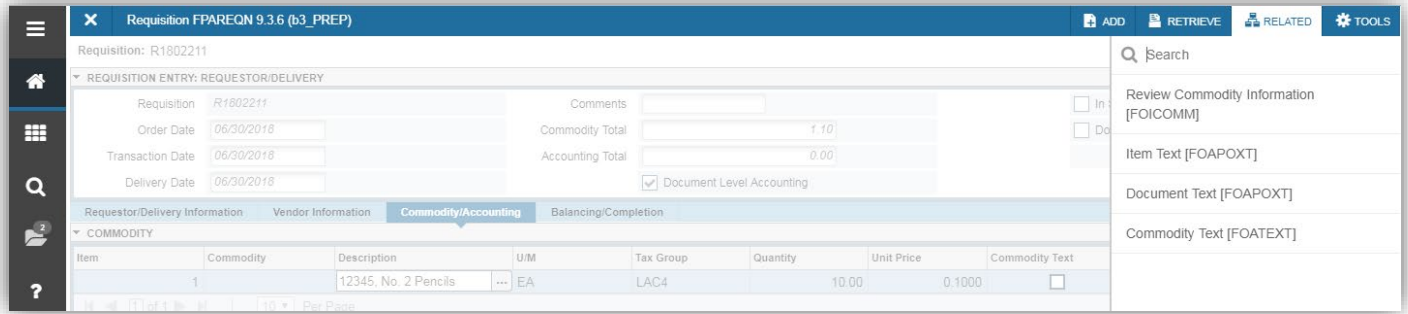 Requisition FPAREQN 9.3.6 (b3_PREP)
ADD
RETRIEVE
RELATED
TOOLS
Requisition: R1802211
Search
REQUISITION ENTRY: REQUESTOR/DELIVERY
Requisition R1802211 Comments In
Order Date 06/30/2018 Commodity Total 1.10 Do
Transaction Date 06/30/2018 Accounting Total 0.00
Delivery Date 06/30/2018 Document Level Accounting
Review Commodity Information
[FOICOMM]
Item Text [FOAPOXT]
Document Text [FOAPOXT]
Commodity Text [FOATEXT]
Requestor/Delivery Information Vendor Information Commodity/Accounting Balancing/Completion
2
COMMODITY
Item Commodity Description U/M Tax Group Quantity Unit Price Commodity Text
1 12345, No. 2 Pencils ... EA LAC4 10.00 0.1000
1 of 1 10 Per Page
?